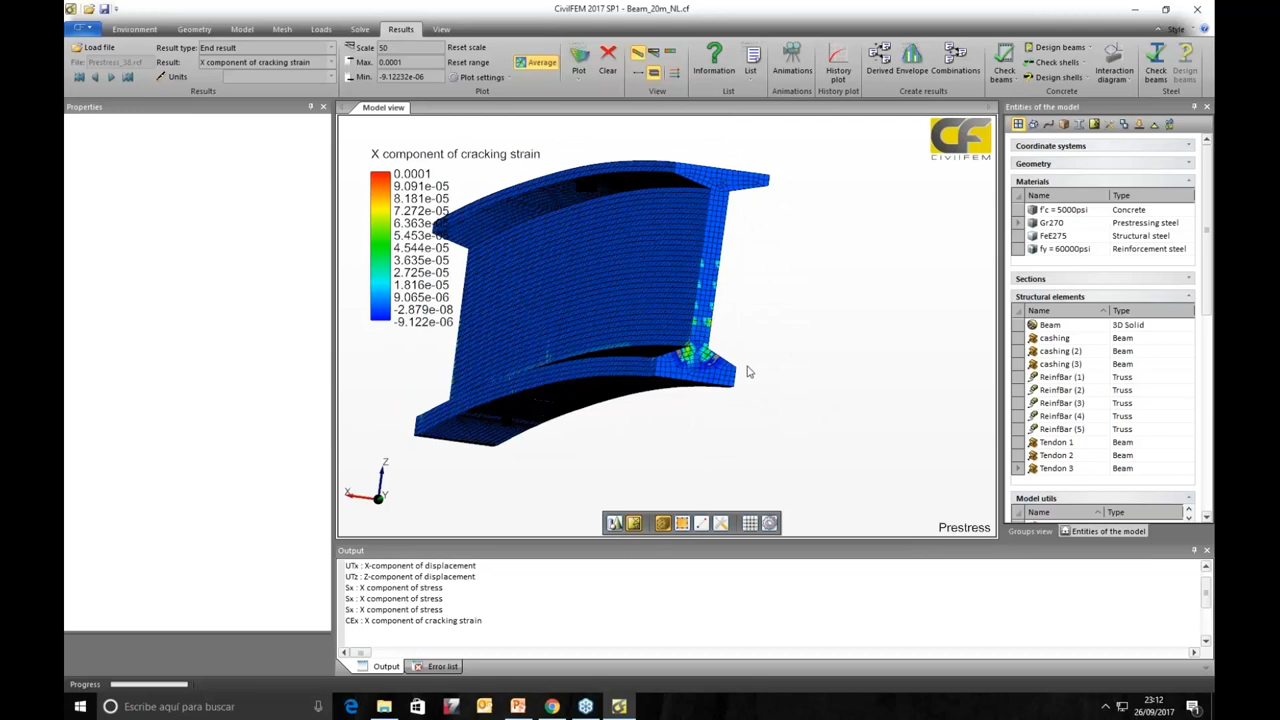 CivilFEM 2017 SP1 - Beam_20m_NL.cf
Environment Geometry Model Mesh Loads Solve Results View
Style
Load file
File: Prestress_38.rcf
Results
Result type: End result
Result: X component of cracking strain
Units
Scale 50
Max. 0.0001
Min. -9.12232e-06
Reset scale
Reset range
Plot settings
Average
Plot
Plot
Clear
View
Information
List
List
Animations
Animations
History plot
History plot
Derived Envelope Combinations
Create results
Check beams
Design beams
Check shells
Design shells
Interaction diagram
Concrete
Check beams
Design beams
Steel
Properties
Model view
X component of cracking strain
0.0001
9.091e-05
8.181e-05
7.272e-05
6.363e-05
5.453e-05
4.544e-05
3.635e-05
2.725e-05
1.816e-05
9.065e-06
-2.879e-08
-9.122e-06
CF
CIVILFEM
Z
X
Y
Prestress
Entities of the model
Coordinate systems
Geometry
Materials
Name Type
f'c = 5000psi Concrete
Gr270 Prestressing steel
FeE275 Structural steel
fy = 60000psi Reinforcement steel
Sections
Structural elements
Name Type
Beam 3D Solid
cashing Beam
cashing (2) Beam
cashing (3) Beam
ReinfBar (1) Truss
ReinfBar (2) Truss
ReinfBar (3) Truss
ReinfBar (4) Truss
ReinfBar (5) Truss
Tendon 1 Beam
Tendon 2 Beam
Tendon 3 Beam
Model utils
Name Type
Groups view Entities of the model
Output
UTx : X-component of displacement
UTz : Z-component of displacement
Sx : X component of stress
Sx : X component of stress
Sx : X component of stress
CEx : X component of cracking strain
Output Error list
Progress
Escribe aquí para buscar
23:12
26/09/2017